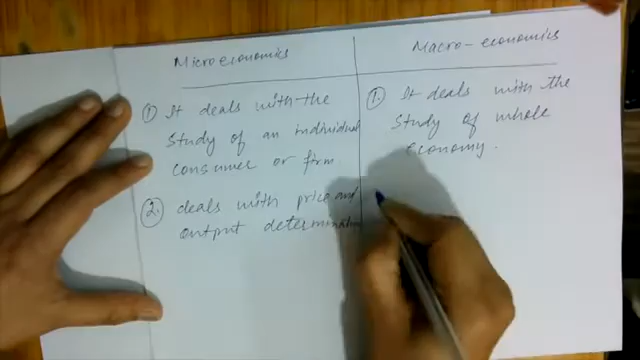 Microeconomics
① It deals with the
study of an individual
consumer or firm
② deals with price and
output determination
Macro-economics
① It deals with the
study of whole
economy.